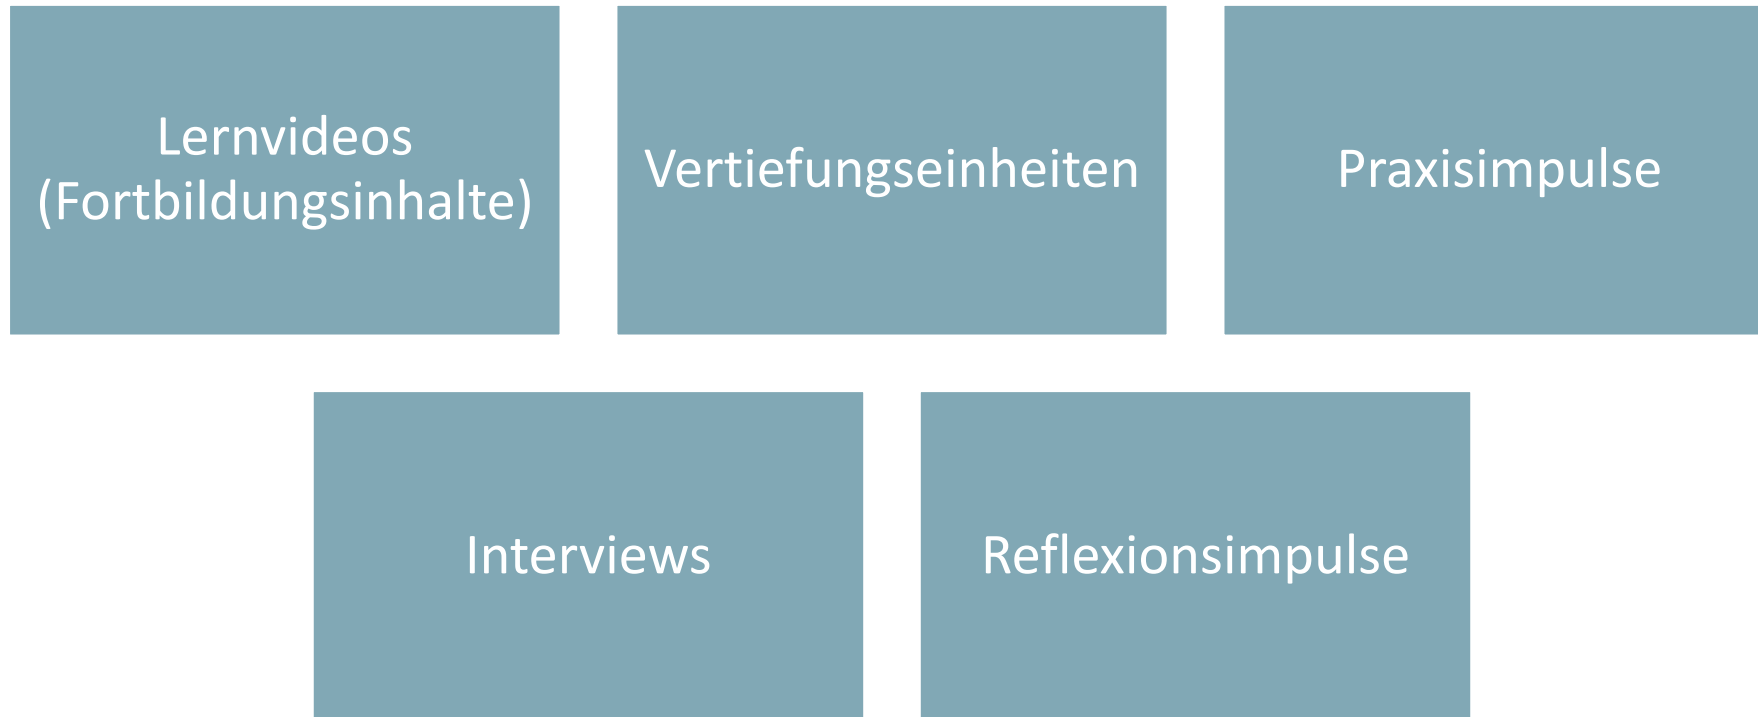 Lernvideos
(Fortbildungsinhalte)
Vertiefungseinheiten
Praxisimpulse
Interviews
Reflexionsimpulse